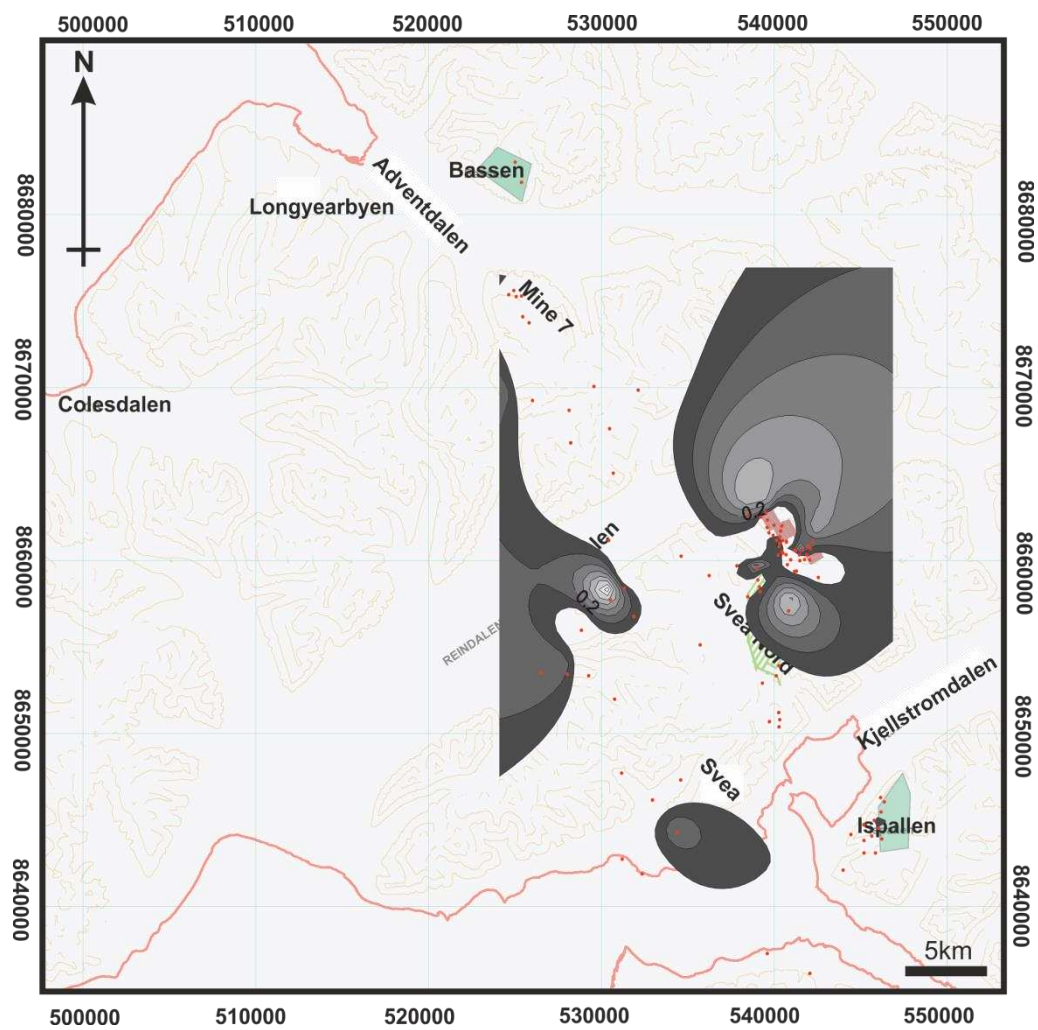 500000 510000 520000 530000 540000 550000
N
Bassen
Adventdalen
Longyearbyen
8680000 8680000
Mine 7
8670000 8670000
Colesdalen
0.2
len
8660000 8660000
0.2
Svea Nord
REINDALEN
Kjellstromdalen
8650000 8650000
Svea
Ispallen
8640000 8640000
5km
500000 510000 520000 530000 540000 550000